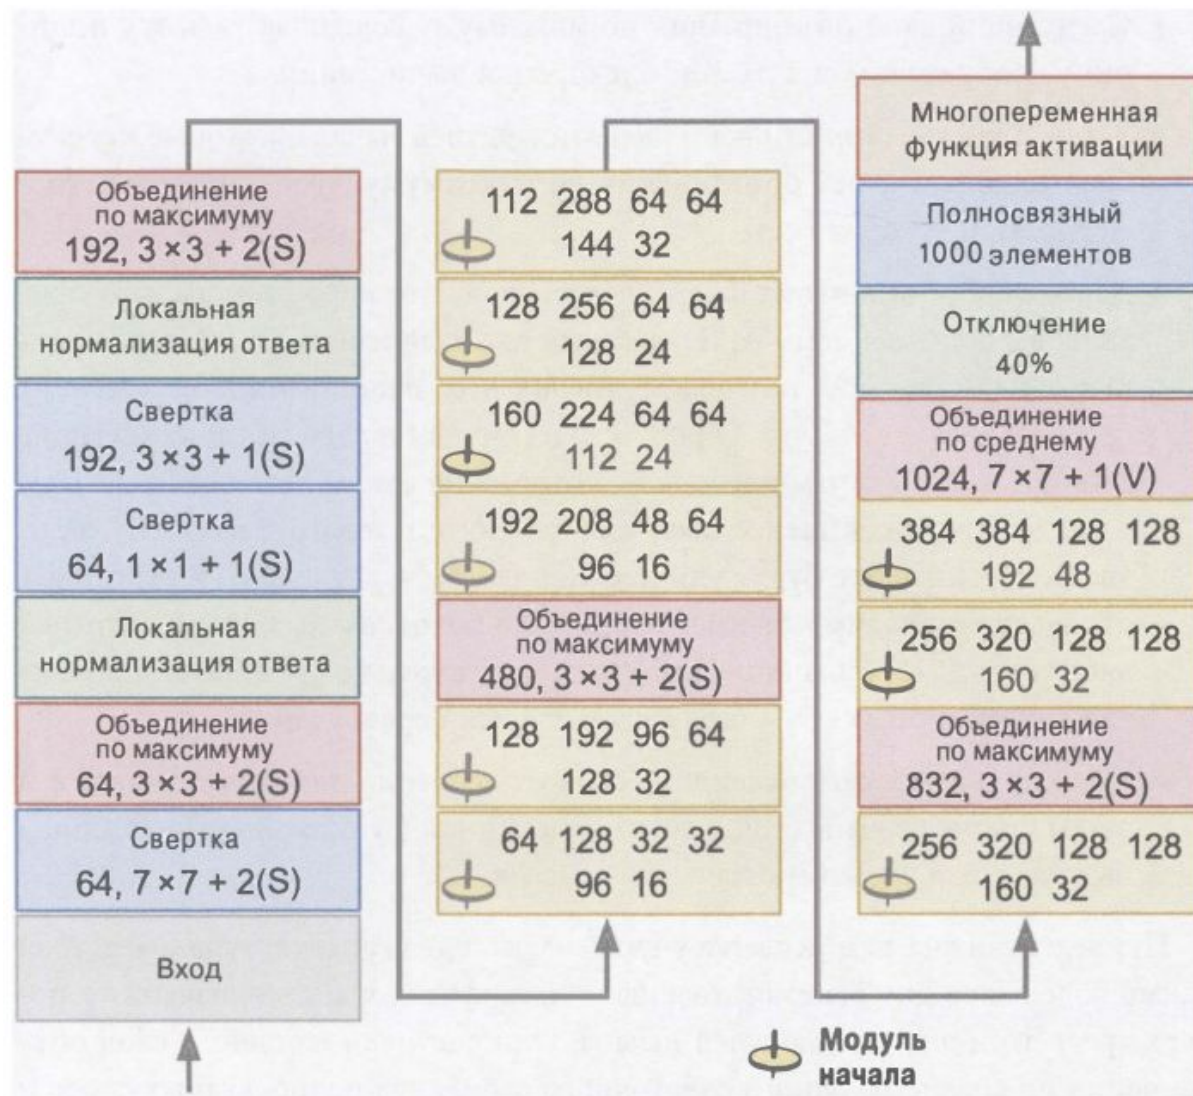 Объединение
по максимуму
192, 3×3 + 2(S)
Локальная
нормализация ответа
Свертка
192, 3×3 + 1(S)
Свертка
64, 1×1 + 1(S)
Локальная
нормализация ответа
Объединение
по максимуму
64, 3×3 + 2(S)
Свертка
64, 7×7 + 2(S)
Вход
112 288 64 64
144 32
128 256 64 64
128 24
160 224 64 64
112 24
192 208 48 64
96 16
Объединение
по максимуму
480, 3×3 + 2(S)
128 192 96 64
128 32
64 128 32 32
96 16
Многопеременная
функция активации
Полносвязный
1000 элементов
Отключение
40%
Объединение
по среднему
1024, 7×7 + 1(V)
384 384 128 128
192 48
256 320 128 128
160 32
Объединение
по максимуму
832, 3×3 + 2(S)
256 320 128 128
160 32
Модуль
начала